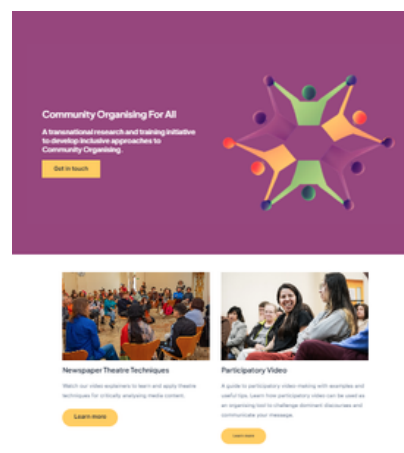 Community Organising For All
A transnational research and training initiative
to develop inclusive approaches to
Community Organising.
Get in touch
Newspaper Theatre Techniques
Watch our video explainers to learn and apply theatre
techniques for critically analysing media content.
Learn more
Participatory Video
A guide to participatory video-making with examples and
useful tips. Learn how participatory video can be used as
an organising tool to challenge dominant discourses and
communicate your message.
Learn more